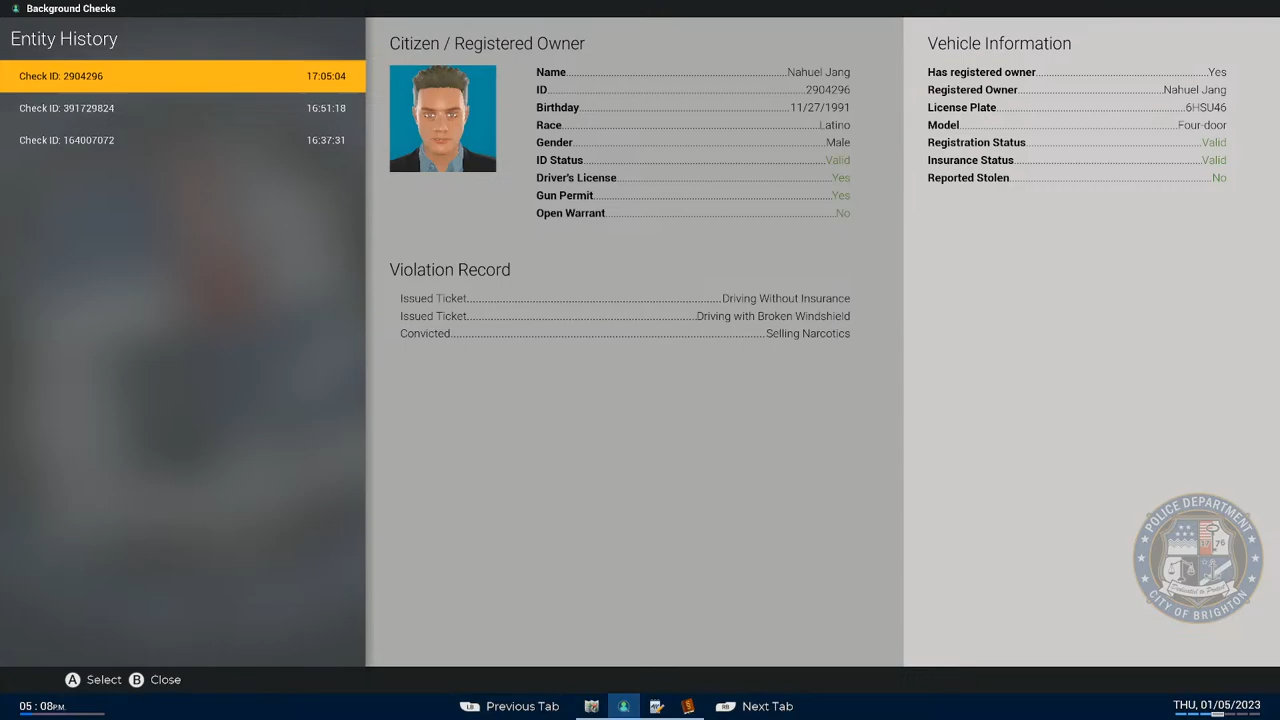 Background Checks
Entity History
Check ID: 2904296 17:05:04
Check ID: 391729824 16:51:18
Check ID: 164007072 16:37:31
Citizen / Registered Owner
Name Nahuel Jang
ID 2904296
Birthday 11/27/1991
Race Latino
Gender Male
ID Status Valid
Driver's License Yes
Gun Permit Yes
Open Warrant No
Violation Record
Issued Ticket Driving Without Insurance
Issued Ticket Driving with Broken Windshield
Convicted Selling Narcotics
Vehicle Information
Has registered owner Yes
Registered Owner Nahuel Jang
License Plate 6HSU46
Model Four-door
Registration Status Valid
Insurance Status Valid
Reported Stolen No
POLICE DEPARTMENT
CITY OF BRIGHTON
A Select B Close
05 : 08 P.M. LB Previous Tab RB Next Tab THU, 01/05/2023